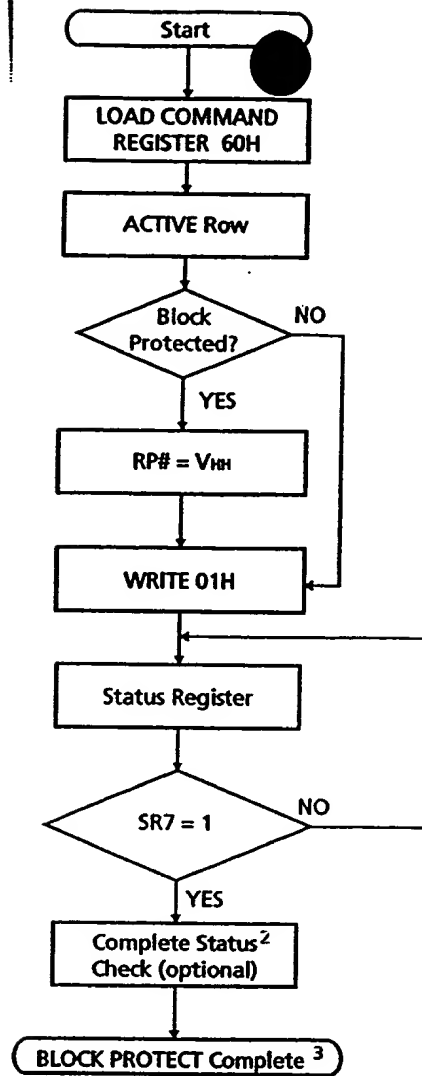 Start
LOAD COMMAND
REGISTER 60H
ACTIVE Row
Block
Protected?
NO
YES
RP# = VHH
WRITE 01H
Status Register
SR7 = 1
NO
YES
Complete Status2
Check (optional)
BLOCK PROTECT Complete 3